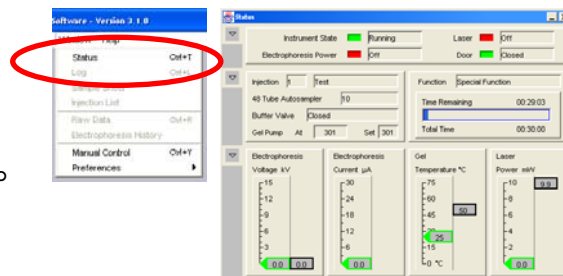 Software - Version 3.1.0
Help
Status Ctrl+T
Log Ctrl+L
Sample Sheet
Injection List
Raw Data Ctrl+R
Electrophoresis History
Manual Control Ctrl+Y
Preferences
Status
Instrument State Running Laser Off
Electrophoresis Power Off Door Closed
Injection 1 Test Function Special Function
48 Tube Autosampler 10 Time Remaining 00:29:03
Buffer Valve Closed
Gel Pump At 301 Set 301 Total Time 00:30:00
Electrophoresis Electrophoresis Gel Laser
Voltage kV Current µA Temperature °C Power mW
15 30 75 10 9.9
12 24 60 8
9 18 45 50 6
6 12 25 4
3 6 15 2
0.0 0.0 0.0 0 °C 0.0